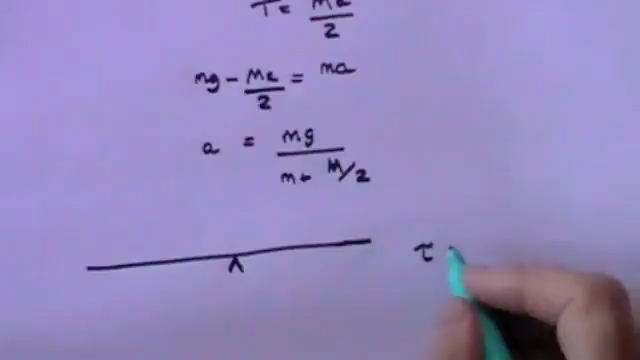 T = Ma/2
mg - Ma/2 = ma
a = mg/(m + M/2)
τ